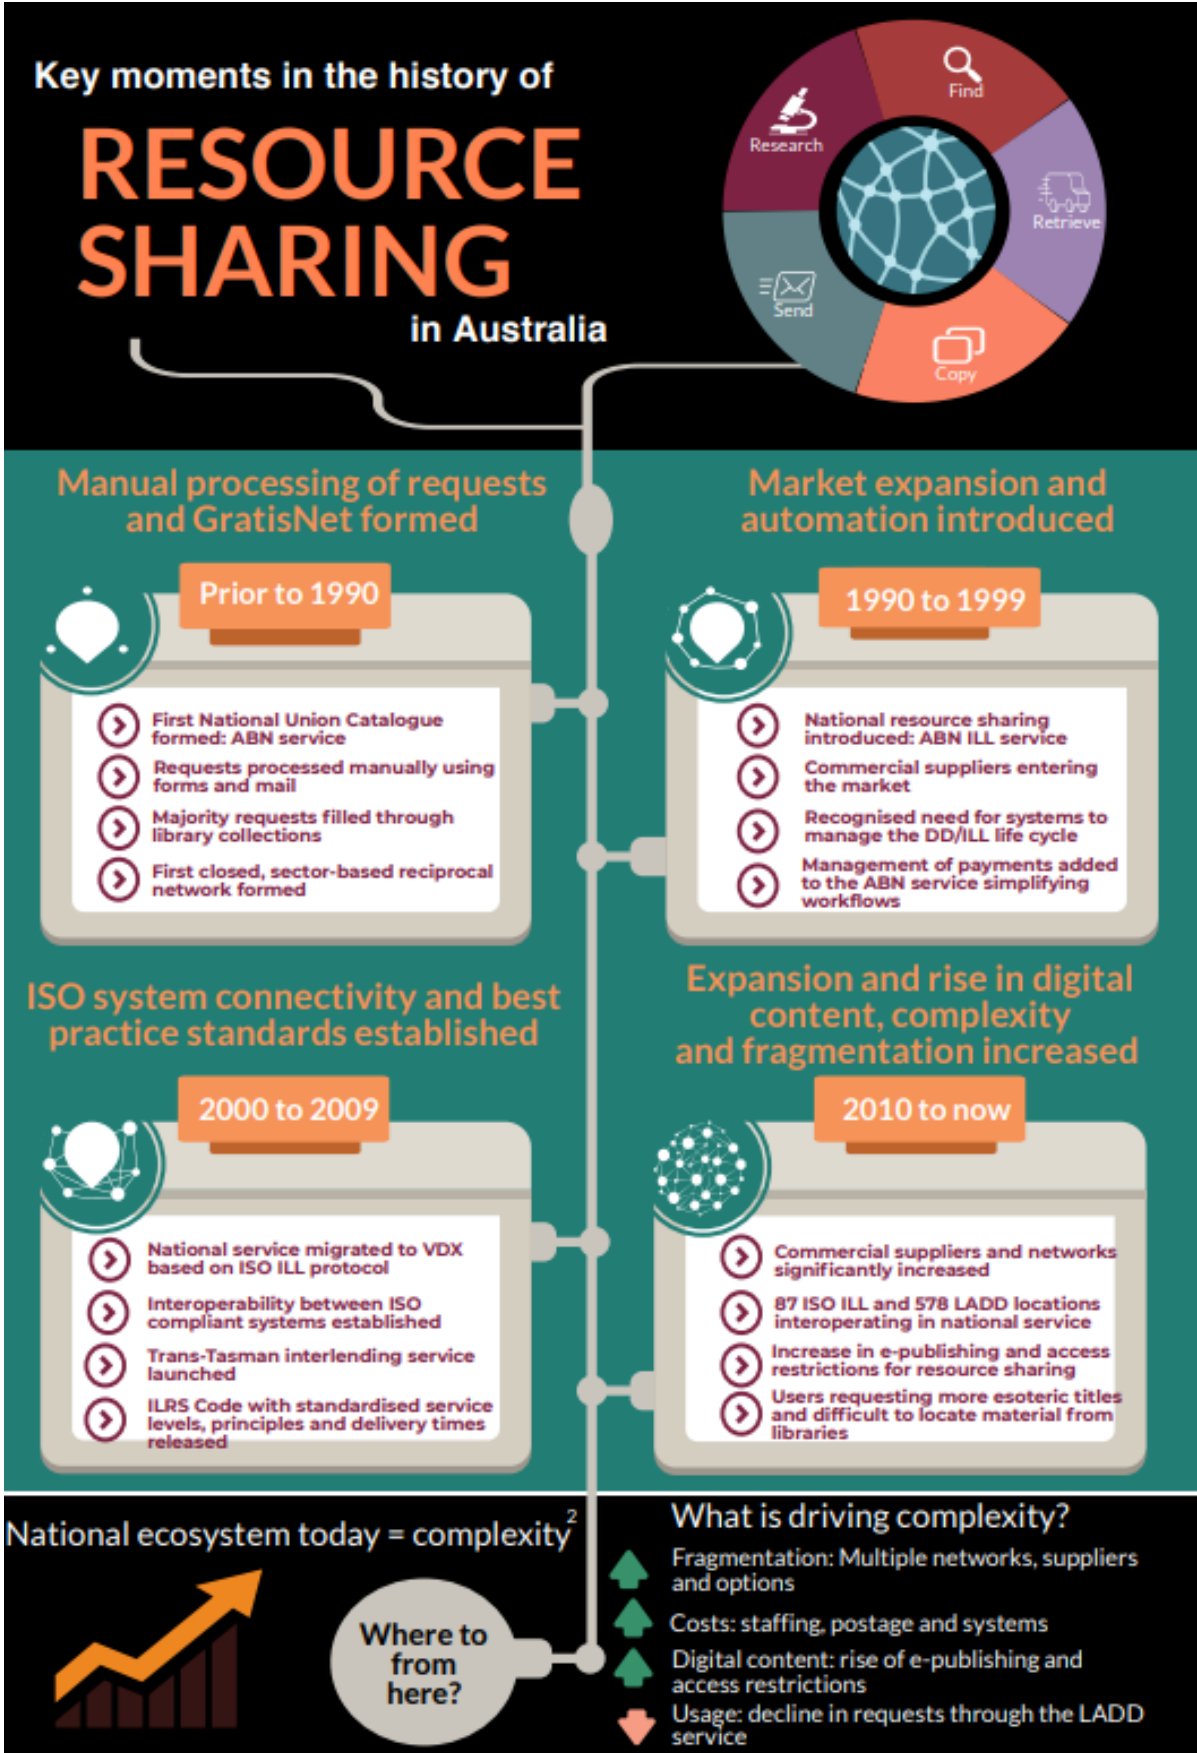 Key moments in the history of
RESOURCE
SHARING
in Australia
Find
Research
Retrieve
Send
Copy
Manual processing of requests
and GratisNet formed
Prior to 1990
First National Union Catalogue
formed: ABN service
Requests processed manually using
forms and mail
Majority requests filled through
library collections
First closed, sector-based reciprocal
network formed
Market expansion and
automation introduced
1990 to 1999
National resource sharing
introduced: ABN ILL service
Commercial suppliers entering
the market
Recognised need for systems to
manage the DD/ILL life cycle
Management of payments added
to the ABN service simplifying
workflows
ISO system connectivity and best
practice standards established
2000 to 2009
National service migrated to VDX
based on ISO ILL protocol
Interoperability between ISO
compliant systems established
Trans-Tasman interlending service
launched
ILRS Code with standardised service
levels, principles and delivery times
released
Expansion and rise in digital
content, complexity
and fragmentation increased
2010 to now
Commercial suppliers and networks
significantly increased
87 ISO ILL and 578 LADD locations
interoperating in national service
Increase in e-publishing and access
restrictions for resource sharing
Users requesting more esoteric titles
and difficult to locate material from
libraries
National ecosystem today = complexity²
Where to
from
here?
What is driving complexity?
Fragmentation: Multiple networks, suppliers
and options
Costs: staffing, postage and systems
Digital content: rise of e-publishing and
access restrictions
Usage: decline in requests through the LADD
service